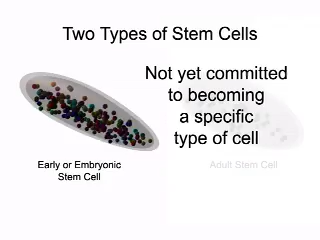 Two Types of Stem Cells
Not yet committed
to becoming
a specific
type of cell
Early or Embryonic
Stem Cell
Adult Stem Cell